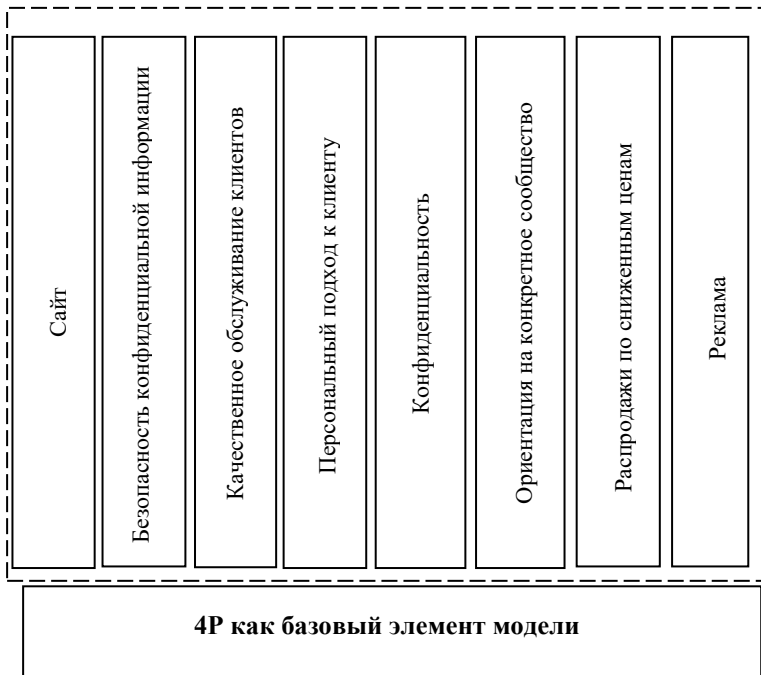 Сайт
Безопасность конфиденциальной информации
Качественное обслуживание клиентов
Персональный подход к клиенту
Конфиденциальность
Ориентация на конкретное сообщество
Распродажи по сниженным ценам
Реклама
4P как базовый элемент модели